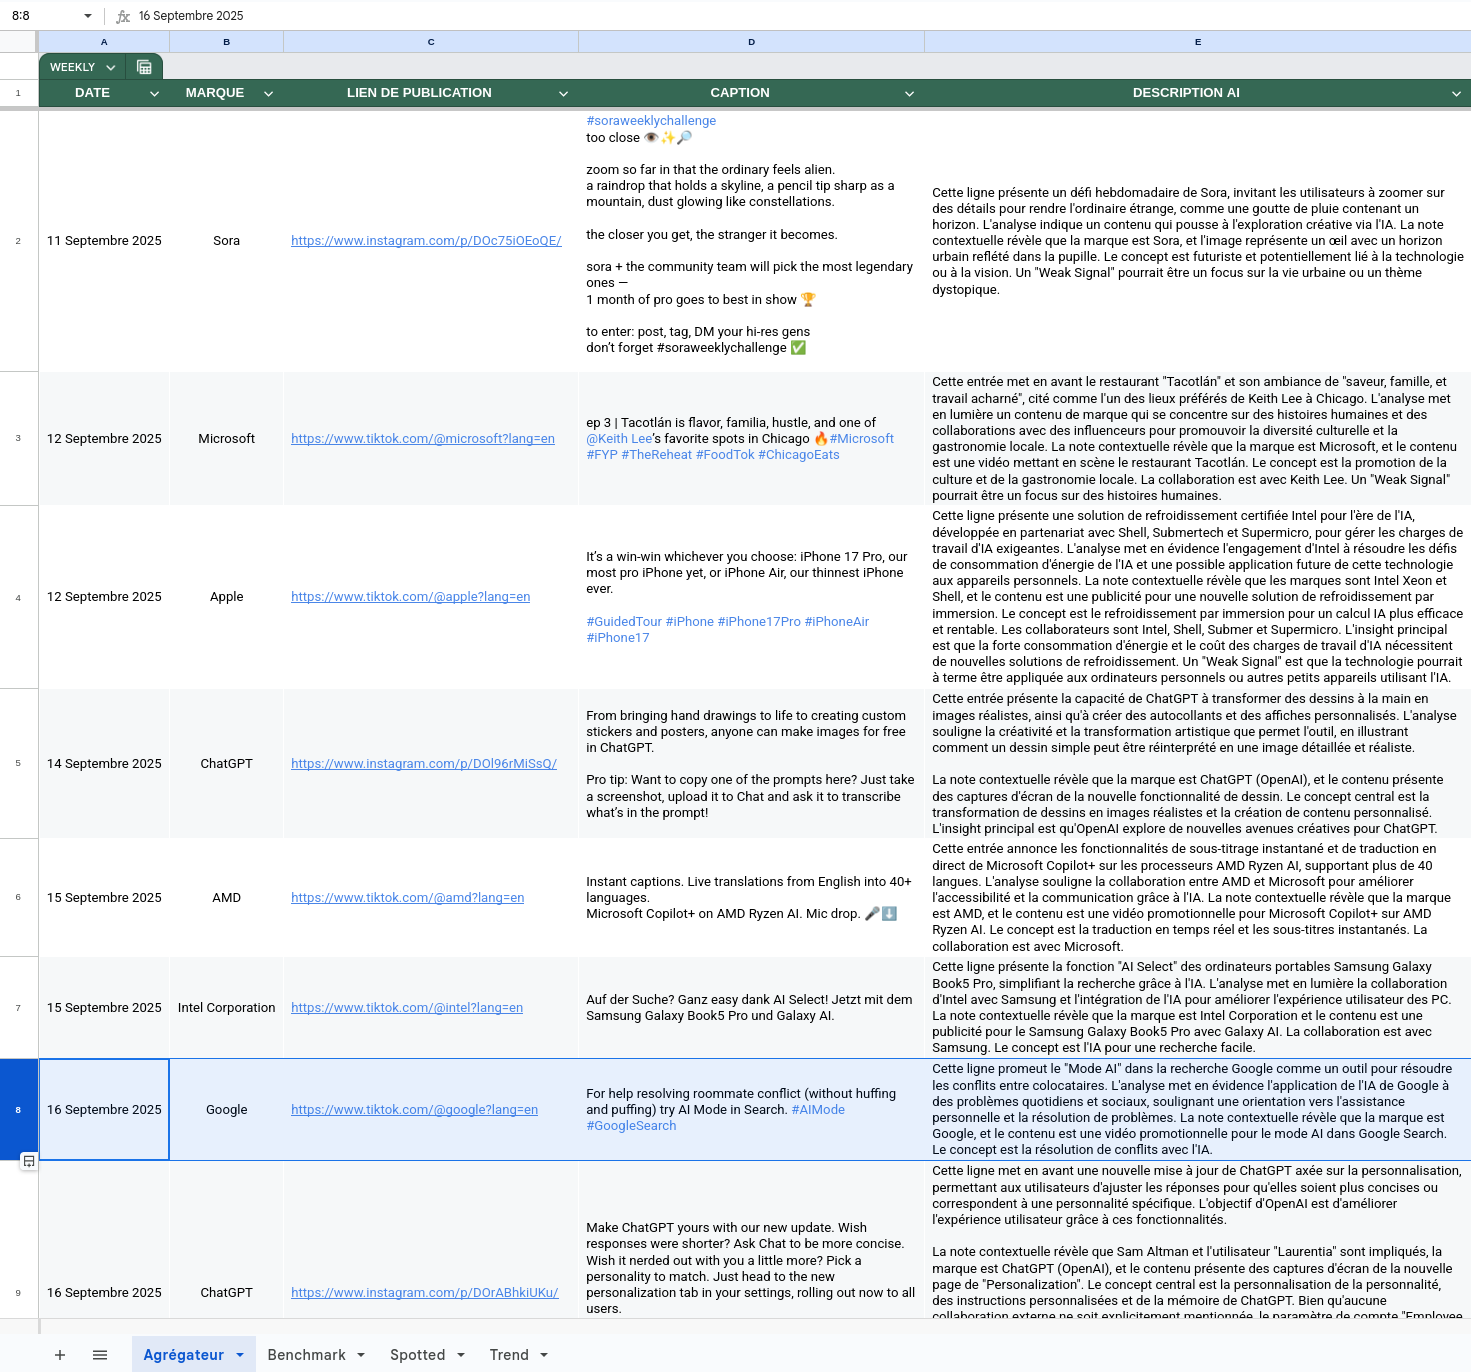 8:8
fx 16 Septembre 2025
A B C D E
WEEKLY
1 DATE MARQUE LIEN DE PUBLICATION CAPTION DESCRIPTION AI
2
11 Septembre 2025
Sora
https://www.instagram.com/p/DOc75iOEoQE/
#soraweeklychallenge
too close 👁️✨🔎
zoom so far in that the ordinary feels alien.
a raindrop that holds a skyline, a pencil tip sharp as a
mountain, dust glowing like constellations.
the closer you get, the stranger it becomes.
sora + the community team will pick the most legendary
ones —
1 month of pro goes to best in show 🏆
to enter: post, tag, DM your hi-res gens
don’t forget #soraweeklychallenge ✅
Cette ligne présente un défi hebdomadaire de Sora, invitant les utilisateurs à zoomer sur
des détails pour rendre l'ordinaire étrange, comme une goutte de pluie contenant un
horizon. L'analyse indique un contenu qui pousse à l'exploration créative via l'IA. La note
contextuelle révèle que la marque est Sora, et l'image représente un œil avec un horizon
urbain reflété dans la pupille. Le concept est futuriste et potentiellement lié à la technologie
ou à la vision. Un "Weak Signal" pourrait être un focus sur la vie urbaine ou un thème
dystopique.
3
12 Septembre 2025
Microsoft
https://www.tiktok.com/@microsoft?lang=en
ep 3 | Tacotlán is flavor, familia, hustle, and one of
@Keith Lee’s favorite spots in Chicago 🔥#Microsoft
#FYP #TheReheat #FoodTok #ChicagoEats
Cette entrée met en avant le restaurant "Tacotlán" et son ambiance de "saveur, famille, et
travail acharné", cité comme l'un des lieux préférés de Keith Lee à Chicago. L'analyse met
en lumière un contenu de marque qui se concentre sur des histoires humaines et des
collaborations avec des influenceurs pour promouvoir la diversité culturelle et la
gastronomie locale. La note contextuelle révèle que la marque est Microsoft, et le contenu
est une vidéo mettant en scène le restaurant Tacotlán. Le concept est la promotion de la
culture et de la gastronomie locale. La collaboration est avec Keith Lee. Un "Weak Signal"
pourrait être un focus sur des histoires humaines.
4
12 Septembre 2025
Apple
https://www.tiktok.com/@apple?lang=en
It’s a win-win whichever you choose: iPhone 17 Pro, our
most pro iPhone yet, or iPhone Air, our thinnest iPhone
ever.
#GuidedTour #iPhone #iPhone17Pro #iPhoneAir
#iPhone17
Cette ligne présente une solution de refroidissement certifiée Intel pour l'ère de l'IA,
développée en partenariat avec Shell, Submertech et Supermicro, pour gérer les charges de
travail d'IA exigeantes. L'analyse met en évidence l'engagement d'Intel à résoudre les défis
de consommation d'énergie de l'IA et une possible application future de cette technologie
aux appareils personnels. La note contextuelle révèle que les marques sont Intel Xeon et
Shell, et le contenu est une publicité pour une nouvelle solution de refroidissement par
immersion. Le concept est le refroidissement par immersion pour un calcul IA plus efficace
et rentable. Les collaborateurs sont Intel, Shell, Submer et Supermicro. L'insight principal
est que la forte consommation d'énergie et le coût des charges de travail d'IA nécessitent
de nouvelles solutions de refroidissement. Un "Weak Signal" est que la technologie pourrait
à terme être appliquée aux ordinateurs personnels ou autres petits appareils utilisant l'IA.
5
14 Septembre 2025
ChatGPT
https://www.instagram.com/p/DOl96rMiSsQ/
From bringing hand drawings to life to creating custom
stickers and posters, anyone can make images for free
in ChatGPT.
Pro tip: Want to copy one of the prompts here? Just take
a screenshot, upload it to Chat and ask it to transcribe
what’s in the prompt!
Cette entrée présente la capacité de ChatGPT à transformer des dessins à la main en
images réalistes, ainsi qu'à créer des autocollants et des affiches personnalisés. L'analyse
souligne la créativité et la transformation artistique que permet l'outil, en illustrant
comment un dessin simple peut être réinterprété en une image détaillée et réaliste.
La note contextuelle révèle que la marque est ChatGPT (OpenAI), et le contenu présente
des captures d'écran de la nouvelle fonctionnalité de dessin. Le concept central est la
transformation de dessins en images réalistes et la création de contenu personnalisé.
L'insight principal est qu'OpenAI explore de nouvelles avenues créatives pour ChatGPT.
6
15 Septembre 2025
AMD
https://www.tiktok.com/@amd?lang=en
Instant captions. Live translations from English into 40+
languages.
Microsoft Copilot+ on AMD Ryzen AI. Mic drop. 🎤⬇️
Cette entrée annonce les fonctionnalités de sous-titrage instantané et de traduction en
direct de Microsoft Copilot+ sur les processeurs AMD Ryzen AI, supportant plus de 40
langues. L'analyse souligne la collaboration entre AMD et Microsoft pour améliorer
l'accessibilité et la communication grâce à l'IA. La note contextuelle révèle que la marque
est AMD, et le contenu est une vidéo promotionnelle pour Microsoft Copilot+ sur AMD
Ryzen AI. Le concept est la traduction en temps réel et les sous-titres instantanés. La
collaboration est avec Microsoft.
7
15 Septembre 2025
Intel Corporation
https://www.tiktok.com/@intel?lang=en
Auf der Suche? Ganz easy dank AI Select! Jetzt mit dem
Samsung Galaxy Book5 Pro und Galaxy AI.
Cette ligne présente la fonction "AI Select" des ordinateurs portables Samsung Galaxy
Book5 Pro, simplifiant la recherche grâce à l'IA. L'analyse met en lumière la collaboration
d'Intel avec Samsung et l'intégration de l'IA pour améliorer l'expérience utilisateur des PC.
La note contextuelle révèle que la marque est Intel Corporation et le contenu est une
publicité pour le Samsung Galaxy Book5 Pro avec Galaxy AI. La collaboration est avec
Samsung. Le concept est l'IA pour une recherche facile.
8
16 Septembre 2025
Google
https://www.tiktok.com/@google?lang=en
For help resolving roommate conflict (without huffing
and puffing) try AI Mode in Search. #AIMode
#GoogleSearch
Cette ligne promeut le "Mode AI" dans la recherche Google comme un outil pour résoudre
les conflits entre colocataires. L'analyse met en évidence l'application de l'IA de Google à
des problèmes quotidiens et sociaux, soulignant une orientation vers l'assistance
personnelle et la résolution de problèmes. La note contextuelle révèle que la marque est
Google, et le contenu est une vidéo promotionnelle pour le mode AI dans Google Search.
Le concept est la résolution de conflits avec l'IA.
9
16 Septembre 2025
ChatGPT
https://www.instagram.com/p/DOrABhkiUKu/
Make ChatGPT yours with our new update. Wish
responses were shorter? Ask Chat to be more concise.
Wish it nerded out with you a little more? Pick a
personality to match. Just head to the new
personalization tab in your settings, rolling out now to all
users.
Cette ligne met en avant une nouvelle mise à jour de ChatGPT axée sur la personnalisation,
permettant aux utilisateurs d'ajuster les réponses pour qu'elles soient plus concises ou
correspondent à une personnalité spécifique. L'objectif d'OpenAI est d'améliorer
l'expérience utilisateur grâce à ces fonctionnalités.
La note contextuelle révèle que Sam Altman et l'utilisateur "Laurentia" sont impliqués, la
marque est ChatGPT (OpenAI), et le contenu présente des captures d'écran de la nouvelle
page de "Personalization". Le concept central est la personnalisation de la personnalité,
des instructions personnalisées et de la mémoire de ChatGPT. Bien qu'aucune
collaboration externe ne soit explicitement mentionnée, le paramètre de compte "Employee
Agrégateur Benchmark Spotted Trend